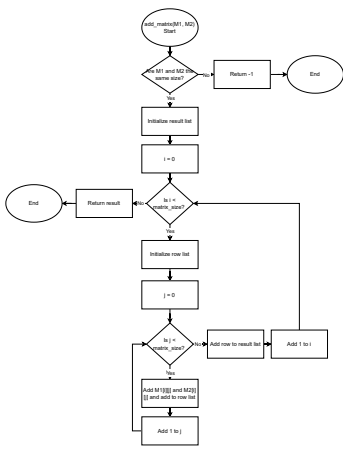 add_matrix(M1, M2)
Start
Are M1 and M2 the
same size?
No
Return -1
End
Yes
Initialize result list
i = 0
Is i <
matrix_size?
No
Return result
End
Yes
Initialize row list
j = 0
Is j <
matrix_size?
No
Add row to result list
Add 1 to i
Yes
Add M1[i][j] and M2[i]
[j] and add to row list
Add 1 to j